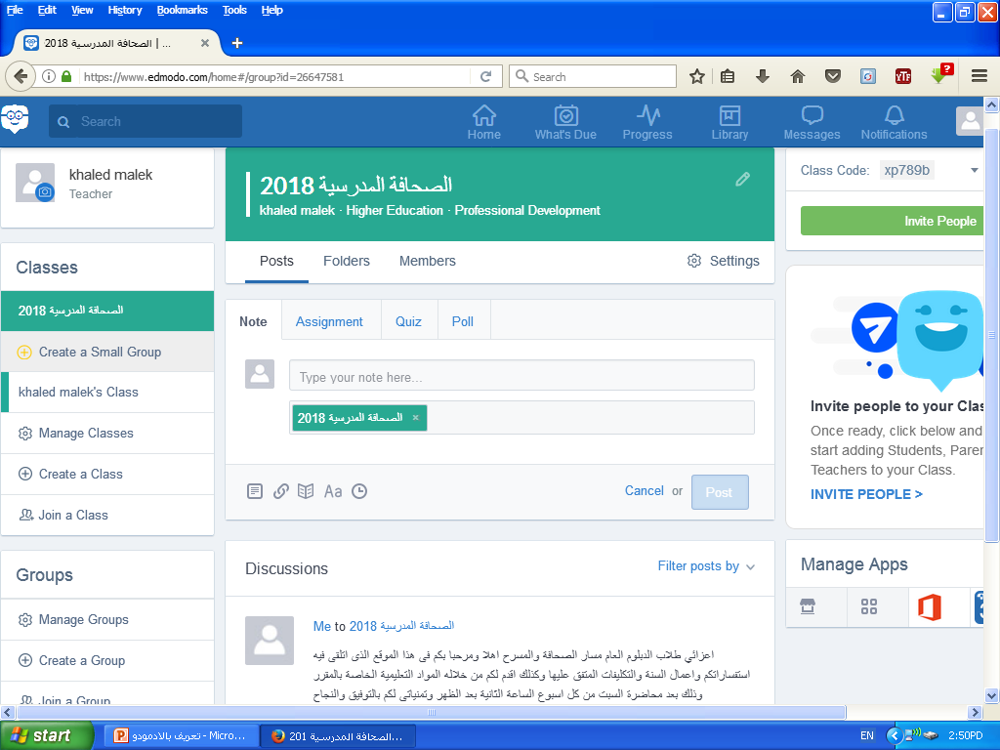 File Edit View History Bookmarks Tools Help
الصحافة المدرسية 2018 | ...
https://www.edmodo.com/home#/group?id=26647581
Search
YTF
?
Search
Home
What's Due
Progress
Library
Messages
Notifications
khaled malek
Teacher
الصحافة المدرسية 2018
khaled malek · Higher Education · Professional Development
Class Code: xp789b
Invite People
Classes
الصحافة المدرسية 2018
Create a Small Group
khaled malek's Class
Manage Classes
Create a Class
Join a Class
Groups
Manage Groups
Create a Group
Join a Group
Posts Folders Members Settings
Note Assignment Quiz Poll
Type your note here...
الصحافة المدرسية 2018 ×
Aa
Cancel or Post
Discussions
Filter posts by
Me to الصحافة المدرسية 2018
اعزائي طلاب الدبلوم العام مسار الصحافة والمسرح اهلا ومرحبا بكم فى هذا الموقع الذى اتلقى فيه
استفساراتكم واعمال السنة والتكليفات المتفق عليها وكذلك اقدم لكم من خلاله المواد التعليمية الخاصة بالمقرر
وذلك بعد محاضرة السبت من كل اسبوع الساعة الثانية بعد الظهر وتمنياتى لكم بالتوفيق والنجاح
Invite people to your Clas
Once ready, click below and
start adding Students, Paren
Teachers to your Class.
INVITE PEOPLE >
Manage Apps
start
تعريف بالادمودو - Micro...
الصحافة المدرسية 201...
EN
2:50PD